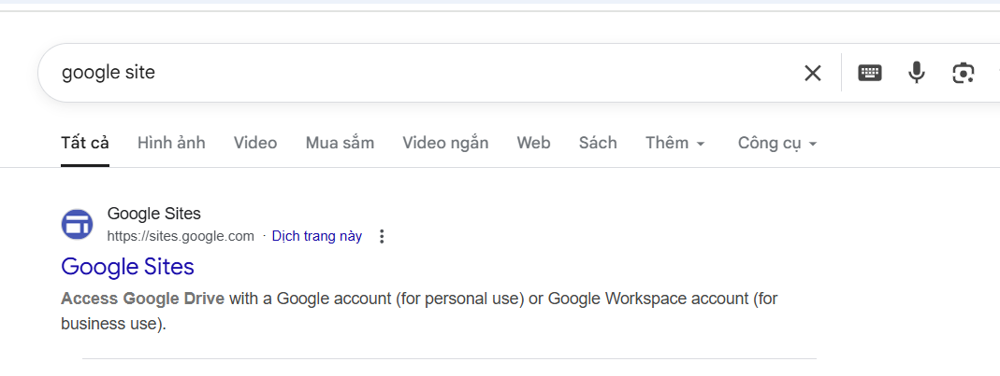 google site
Tất cả Hình ảnh Video Mua sắm Video ngắn Web Sách Thêm Công cụ
Google Sites
https://sites.google.com · Dịch trang này
Google Sites
Access Google Drive with a Google account (for personal use) or Google Workspace account (for
business use).